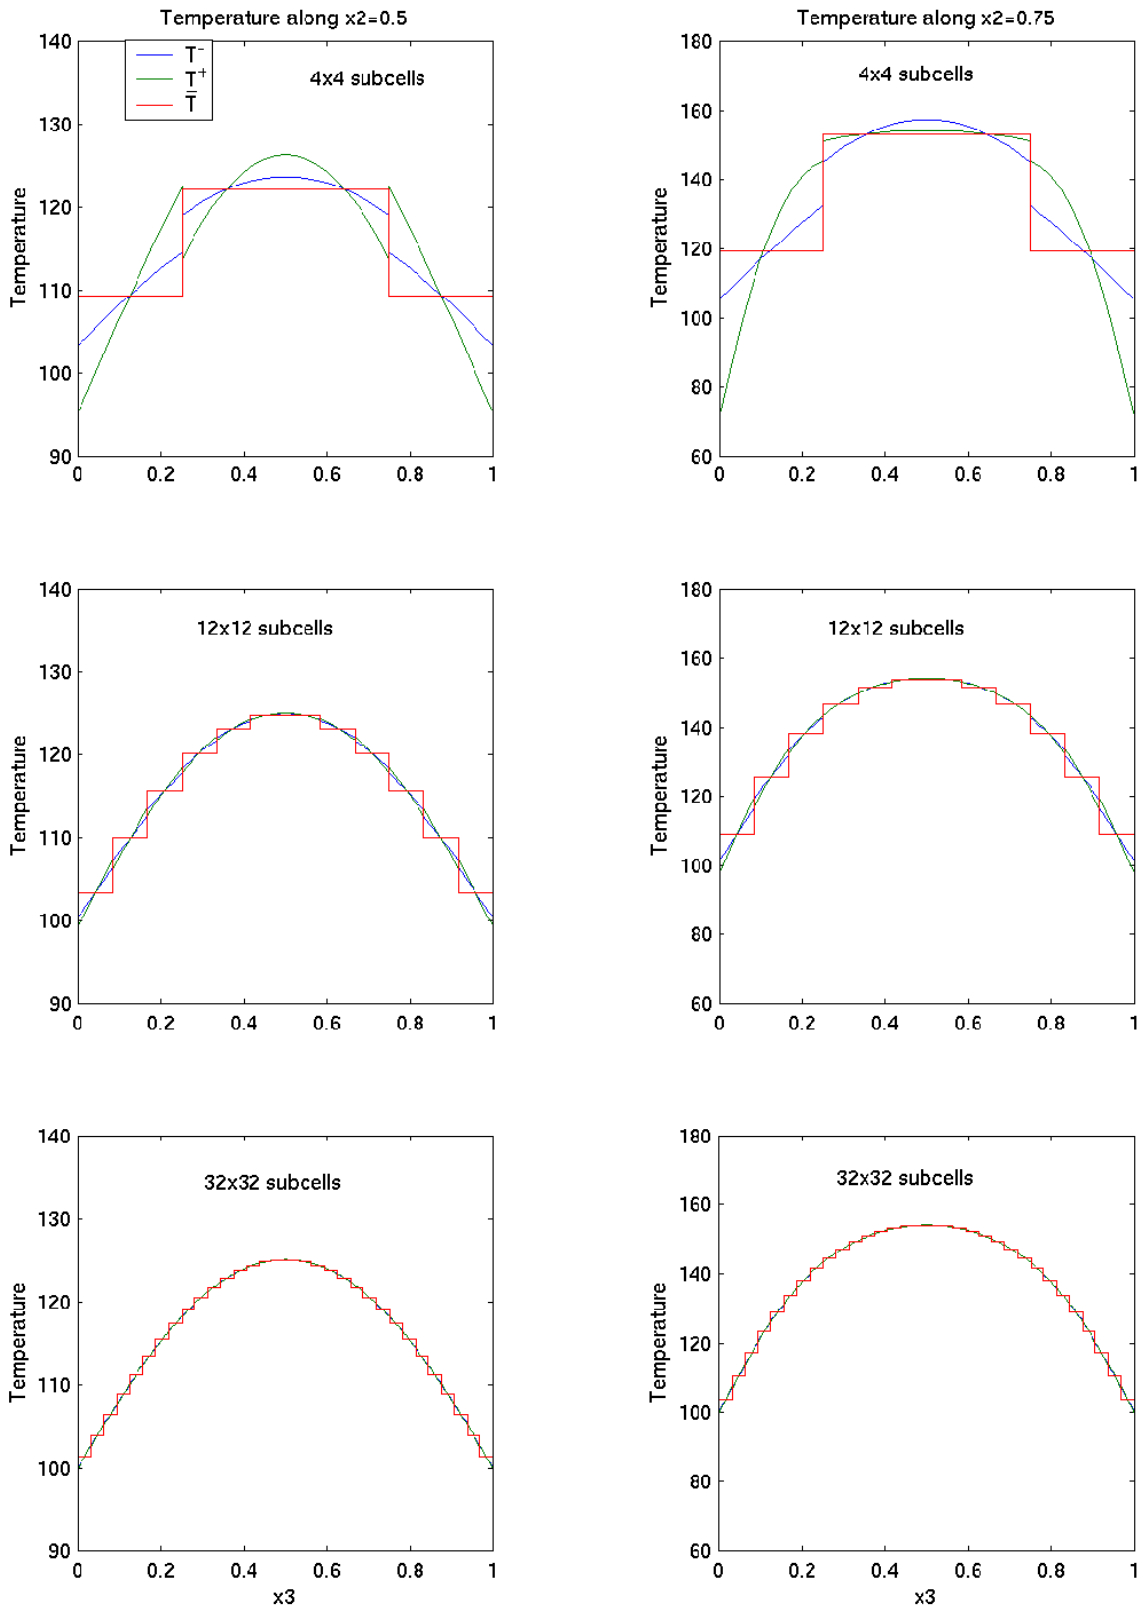 Temperature along x2=0.5
T⁻
T⁺
T̄
4x4 subcells
Temperature
140
130
120
110
100
90
0 0.2 0.4 0.6 0.8 1
Temperature along x2=0.75
4x4 subcells
Temperature
180
160
140
120
100
80
60
0 0.2 0.4 0.6 0.8 1
12x12 subcells
Temperature
140
130
120
110
100
90
0 0.2 0.4 0.6 0.8 1
12x12 subcells
Temperature
180
160
140
120
100
80
60
0 0.2 0.4 0.6 0.8 1
32x32 subcells
Temperature
140
130
120
110
100
90
0 0.2 0.4 0.6 0.8 1
x3
32x32 subcells
Temperature
180
160
140
120
100
80
60
0 0.2 0.4 0.6 0.8 1
x3